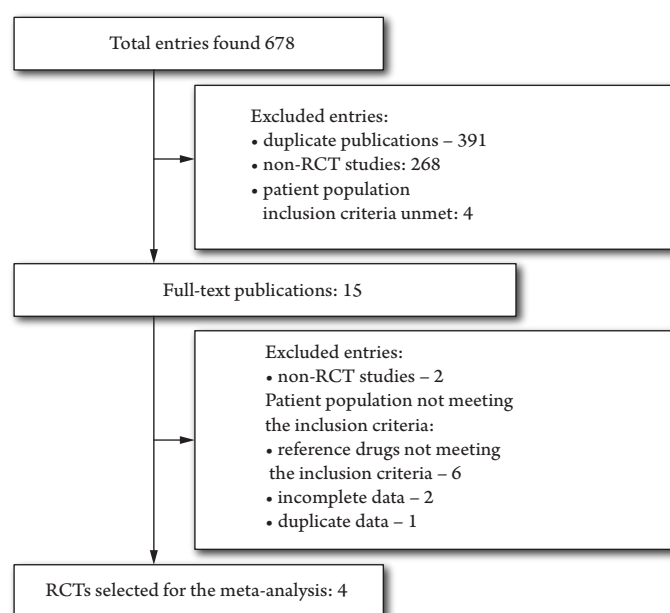 Total entries found 678
Excluded entries:
• duplicate publications – 391
• non-RCT studies: 268
• patient population
inclusion criteria unmet: 4
Full-text publications: 15
Excluded entries:
• non-RCT studies – 2
Patient population not meeting
the inclusion criteria:
• reference drugs not meeting
the inclusion criteria – 6
• incomplete data – 2
• duplicate data – 1
RCTs selected for the meta-analysis: 4